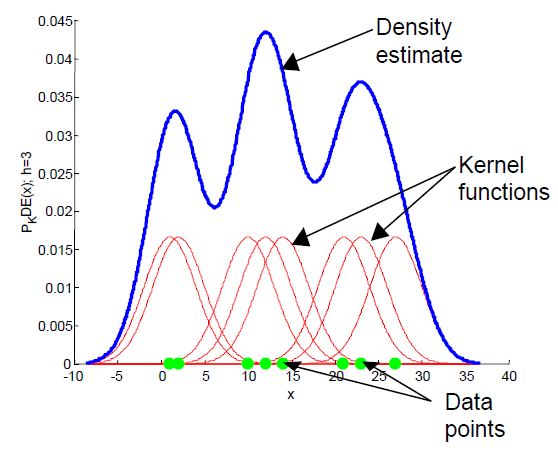 0.045
0.04
0.035
0.03
0.025
0.02
0.015
0.01
0.005
0
P_KDE(x); h=3
-10 -5 0 5 10 15 20 25 30 35 40
x
Density
estimate
Kernel
functions
Data
points